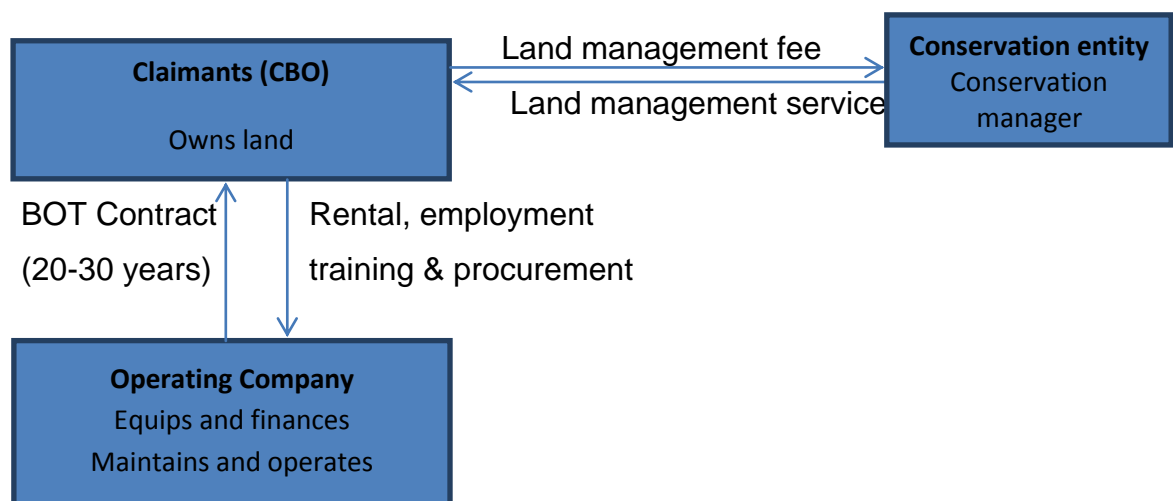 Claimants (CBO)
Owns land
Land management fee
Land management service
Conservation entity
Conservation
manager
BOT Contract
(20-30 years)
Rental, employment
training & procurement
Operating Company
Equips and finances
Maintains and operates